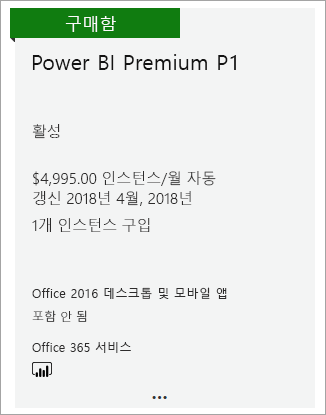 구매함
Power BI Premium P1
활성
$4,995.00 인스턴스/월 자동
갱신 2018년 4월, 2018년
1개 인스턴스 구입
Office 2016 데스크톱 및 모바일 앱
포함 안 됨
Office 365 서비스